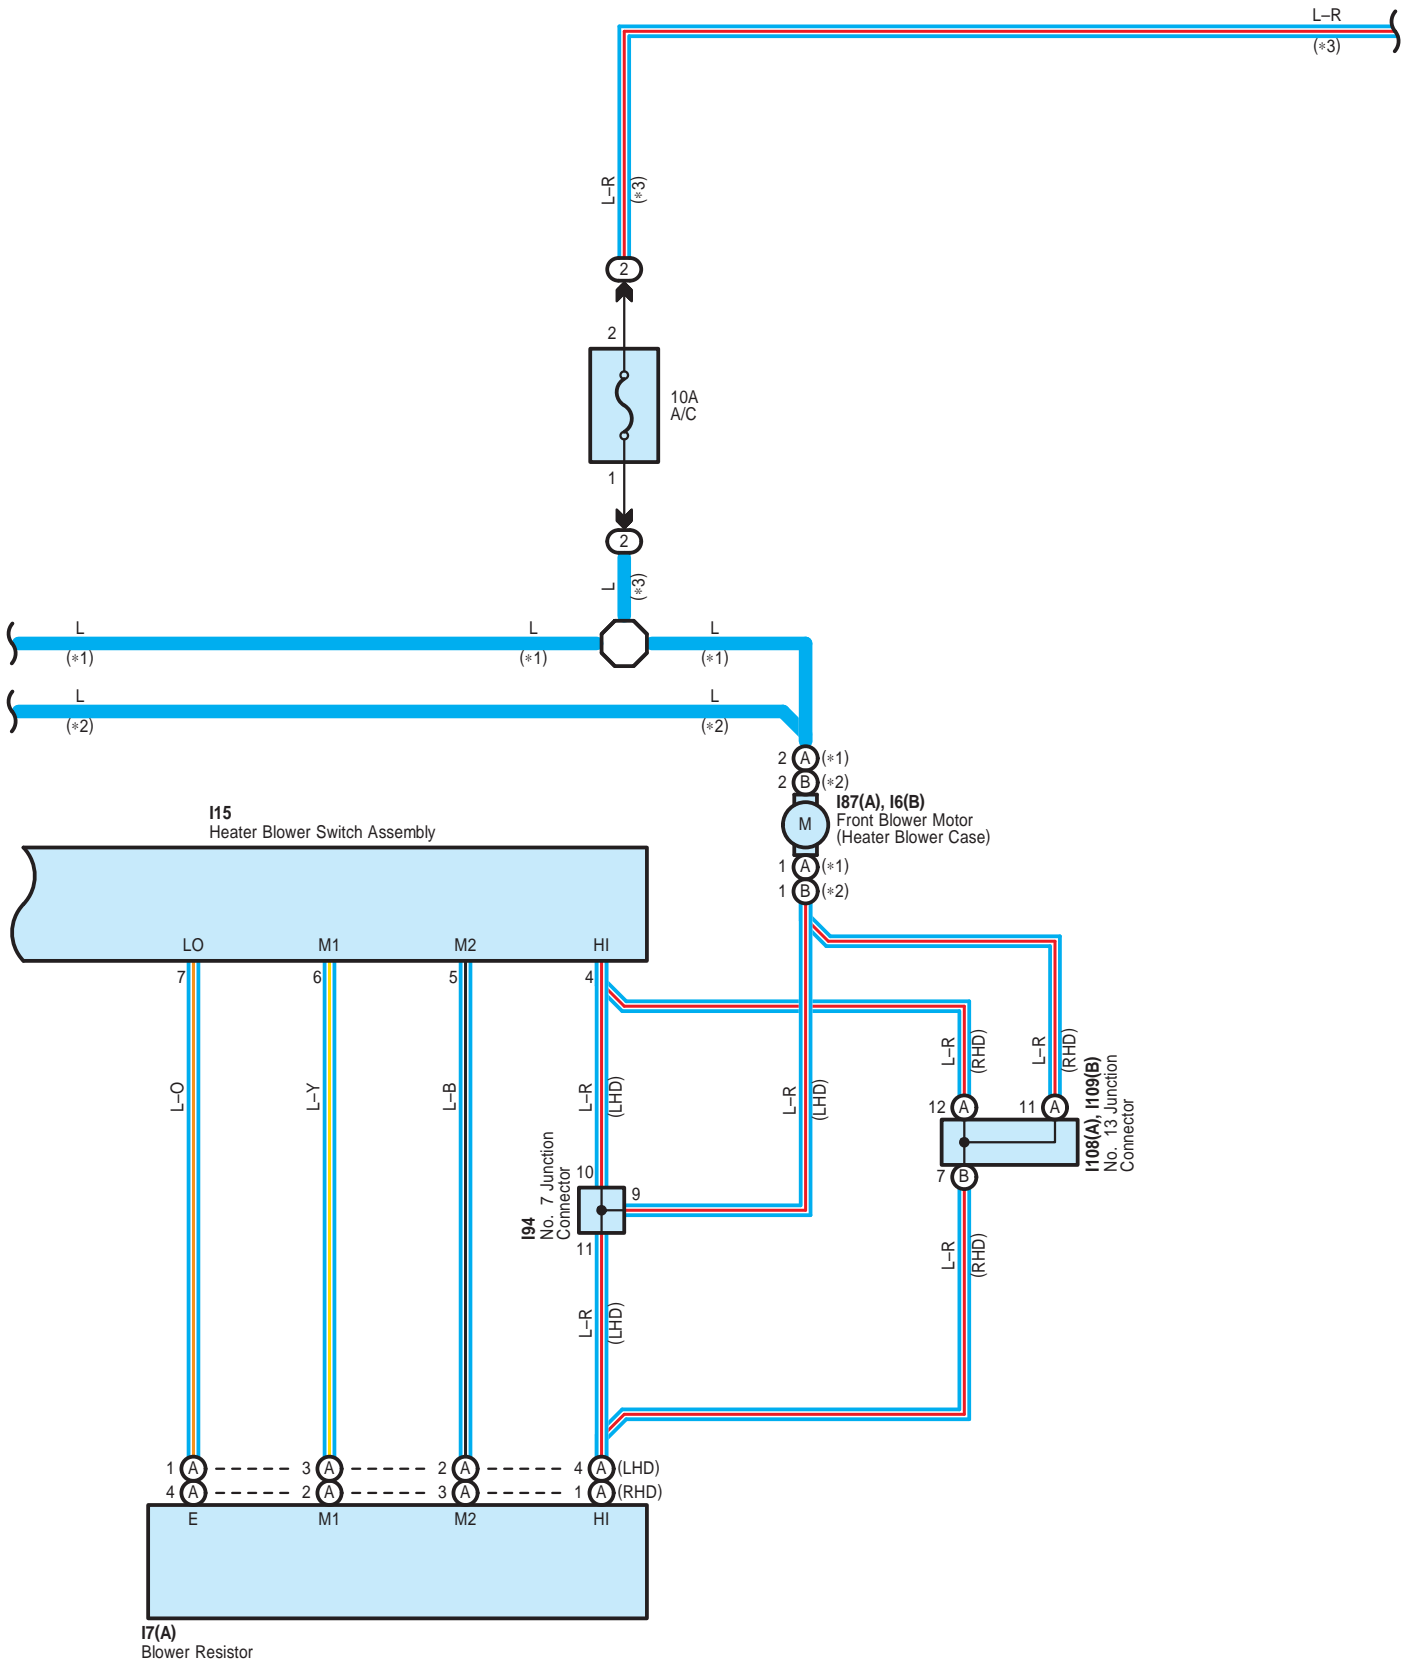 L–R
(∗3)
L–R
(∗3)
2
2
10A
A/C
1
2
L
(∗3)
L
(∗1)
L
(∗1)
L
(∗1)
L
(∗2)
L
(∗2)
2 A (∗1)
2 B (∗2)
I87(A), I6(B)
Front Blower Motor
(Heater Blower Case)
M
1 A (∗1)
1 B (∗2)
I15
Heater Blower Switch Assembly
LO M1 M2 HI
7 6 5 4
L–O
L–Y
L–B
L–R
(LHD)
L–R
(LHD)
L–R
(RHD)
L–R
(RHD)
12 A 11 A
I108(A), I109(B)
No. 13 Junction
Connector
7 B
10
9
11
I94
No. 7 Junction
Connector
L–R
(LHD)
L–R
(RHD)
1 A 3 A 2 A 4 A (LHD)
4 A 2 A 3 A 1 A (RHD)
E M1 M2 HI
I7(A)
Blower Resistor